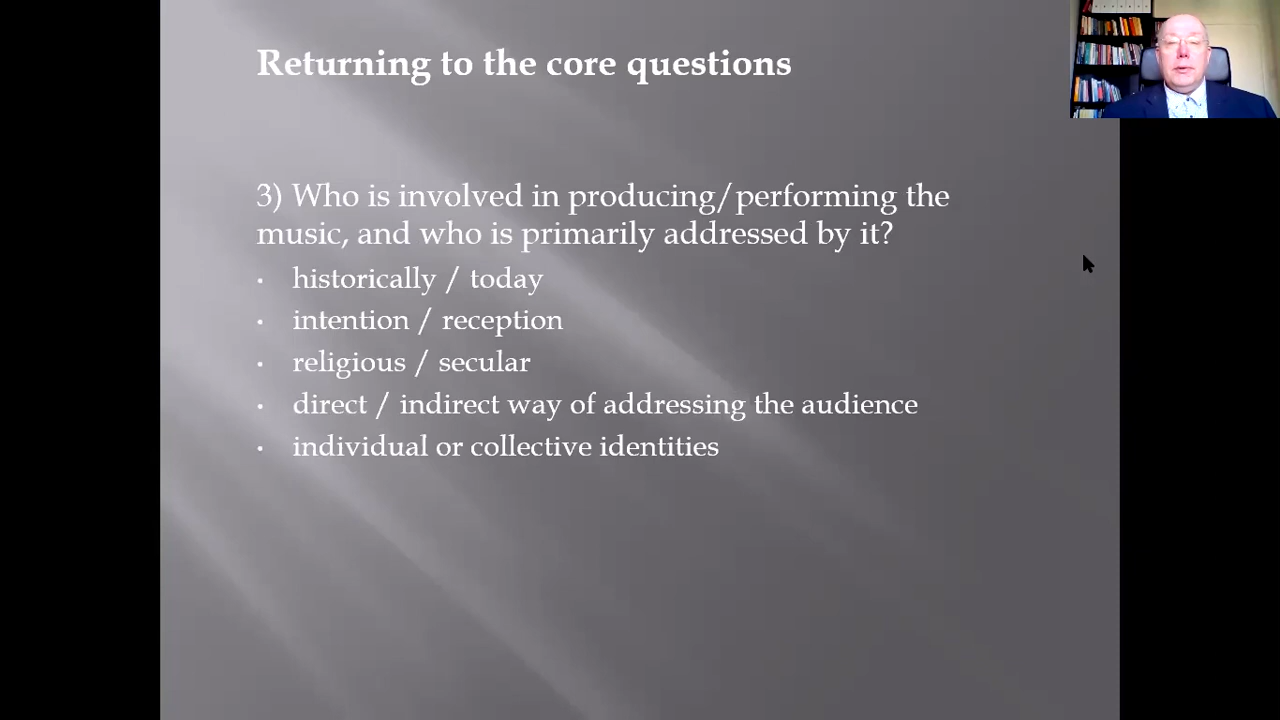 Returning to the core questions
3) Who is involved in producing/performing the
music, and who is primarily addressed by it?
• historically / today
• intention / reception
• religious / secular
• direct / indirect way of addressing the audience
• individual or collective identities